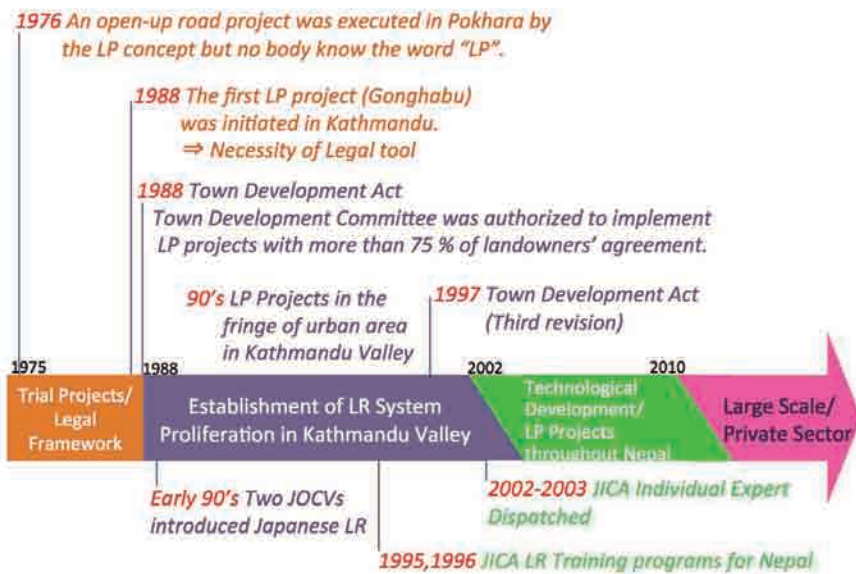 1976 An open-up road project was executed in Pokhara by
the LP concept but no body know the word “LP”.
1988 The first LP project (Gonghabu)
was initiated in Kathmandu.
⇒ Necessity of Legal tool
1988 Town Development Act
Town Development Committee was authorized to implement
LP projects with more than 75 % of landowners’ agreement.
90’s LP Projects in the
fringe of urban area
in Kathmandu Valley
1997 Town Development Act
(Third revision)
1975
1988
2002
2010
Trial Projects/
Legal
Framework
Establishment of LR System
Proliferation in Kathmandu Valley
Technological
Development/
LP Projects
throughout Nepal
Large Scale/
Private Sector
Early 90’s Two JOCVs
introduced Japanese LR
2002-2003 JICA Individual Expert
Dispatched
1995,1996 JICA LR Training programs for Nepal